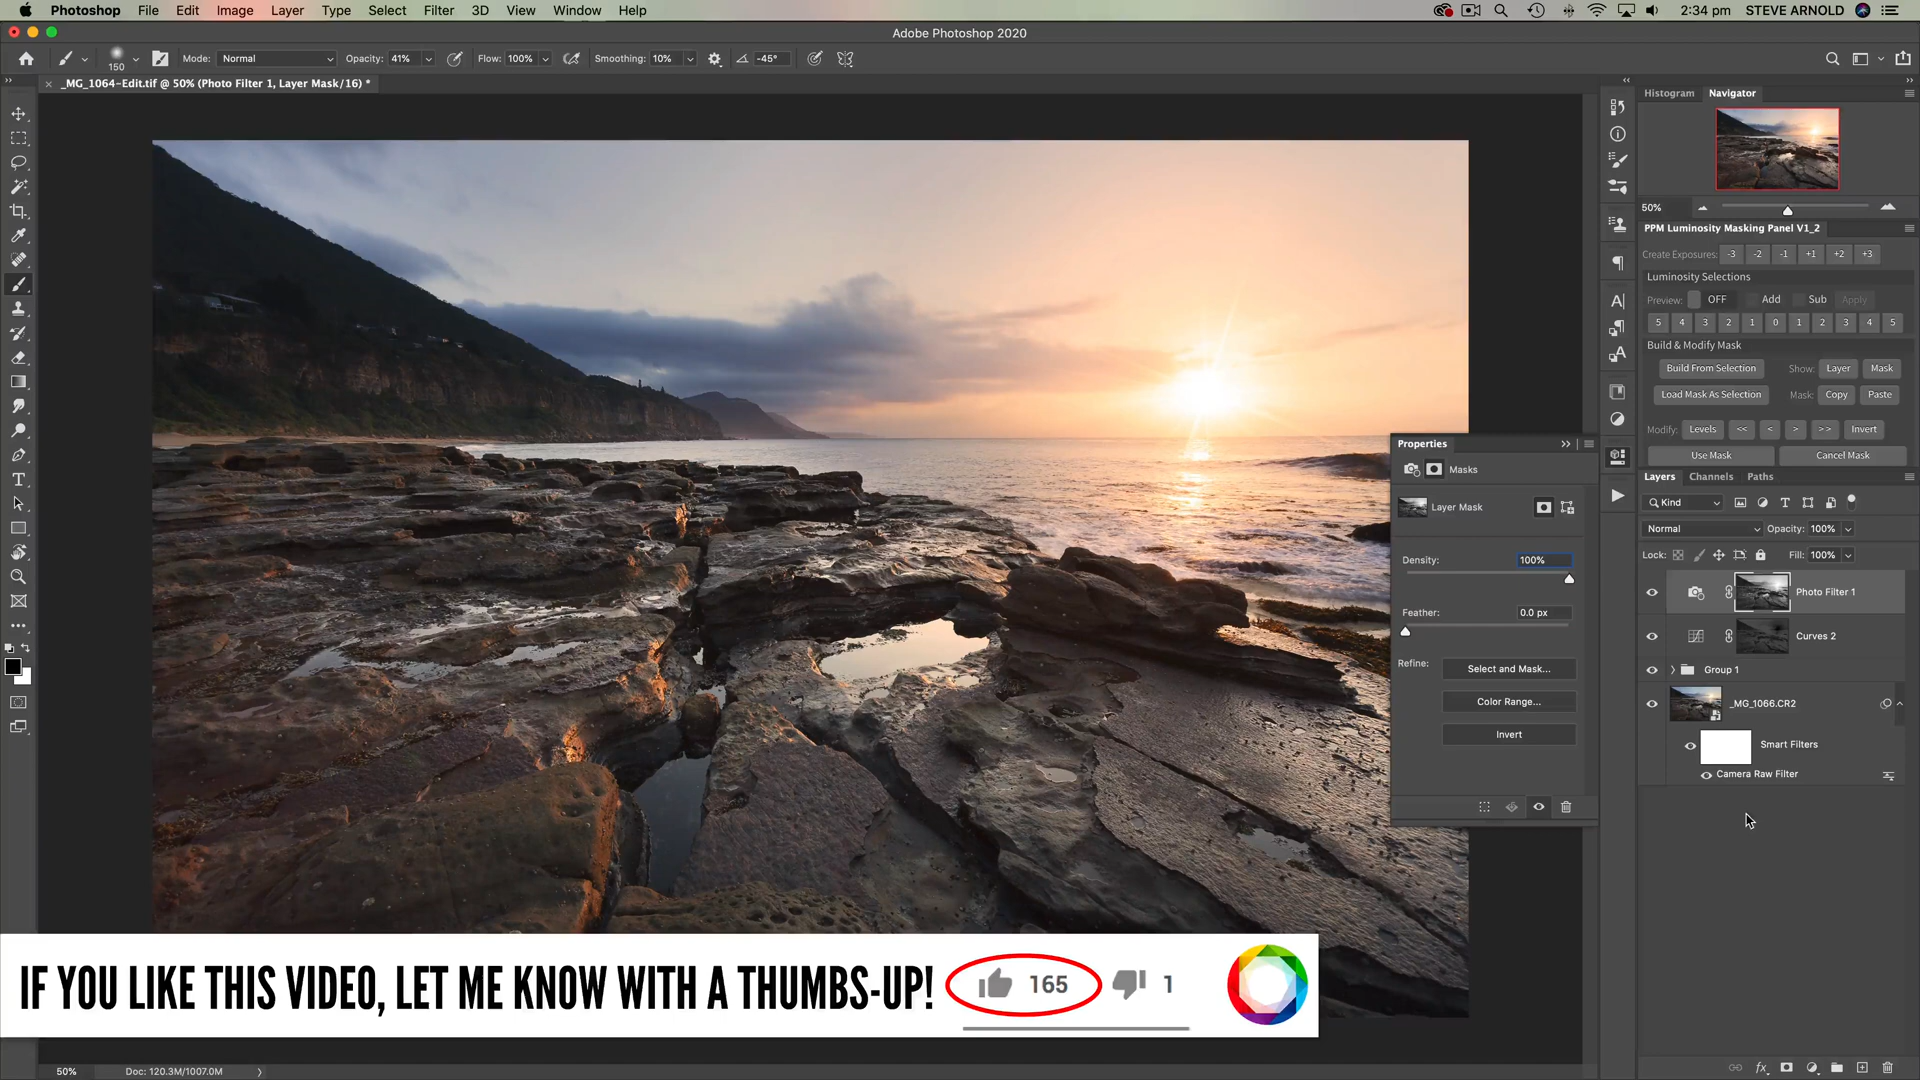 Photoshop File Edit Image Layer Type Select Filter 3D View Window Help 2:34 pm STEVE ARNOLD
Adobe Photoshop 2020
150 Mode: Normal Opacity: 41% Flow: 100% Smoothing: 10% -45°
_MG_1064-Edit.tif @ 50% (Photo Filter 1, Layer Mask/16) *
Histogram Navigator
50%
PPM Luminosity Masking Panel V1_2
Create Exposures: -3 -2 -1 +1 +2 +3
Luminosity Selections
Preview: OFF Add Sub Apply
5 4 3 2 1 0 1 2 3 4 5
Build & Modify Mask
Build From Selection Show: Layer Mask
Load Mask As Selection Mask: Copy Paste
Modify: Levels << < > >> Invert
Use Mask Cancel Mask
Properties
Masks
Layer Mask
Density: 100%
Feather: 0.0 px
Refine: Select and Mask...
Color Range...
Invert
Layers Channels Paths
Kind
Normal Opacity: 100%
Lock: Fill: 100%
Photo Filter 1
Curves 2
Group 1
_MG_1066.CR2
Smart Filters
Camera Raw Filter
IF YOU LIKE THIS VIDEO, LET ME KNOW WITH A THUMBS-UP! 165 1
50% Doc: 120.3M/1007.0M
fx